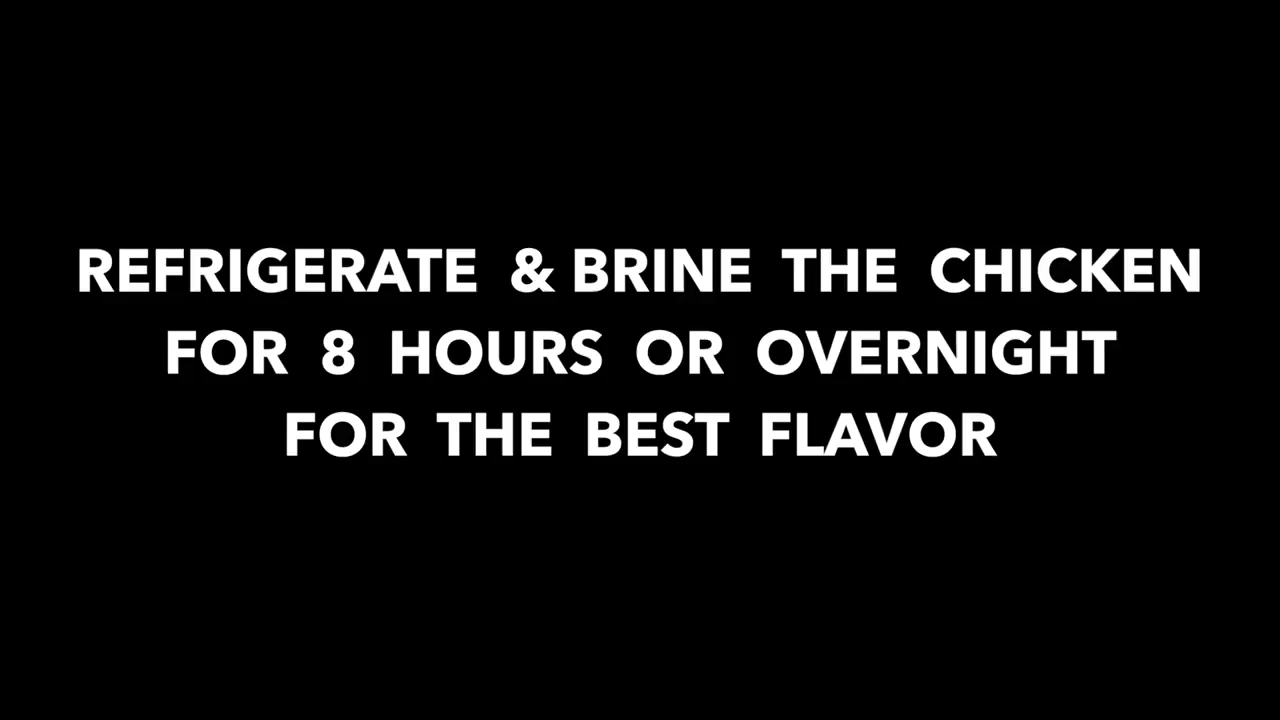 REFRIGERATE & BRINE THE CHICKEN
FOR 8 HOURS OR OVERNIGHT
FOR THE BEST FLAVOR